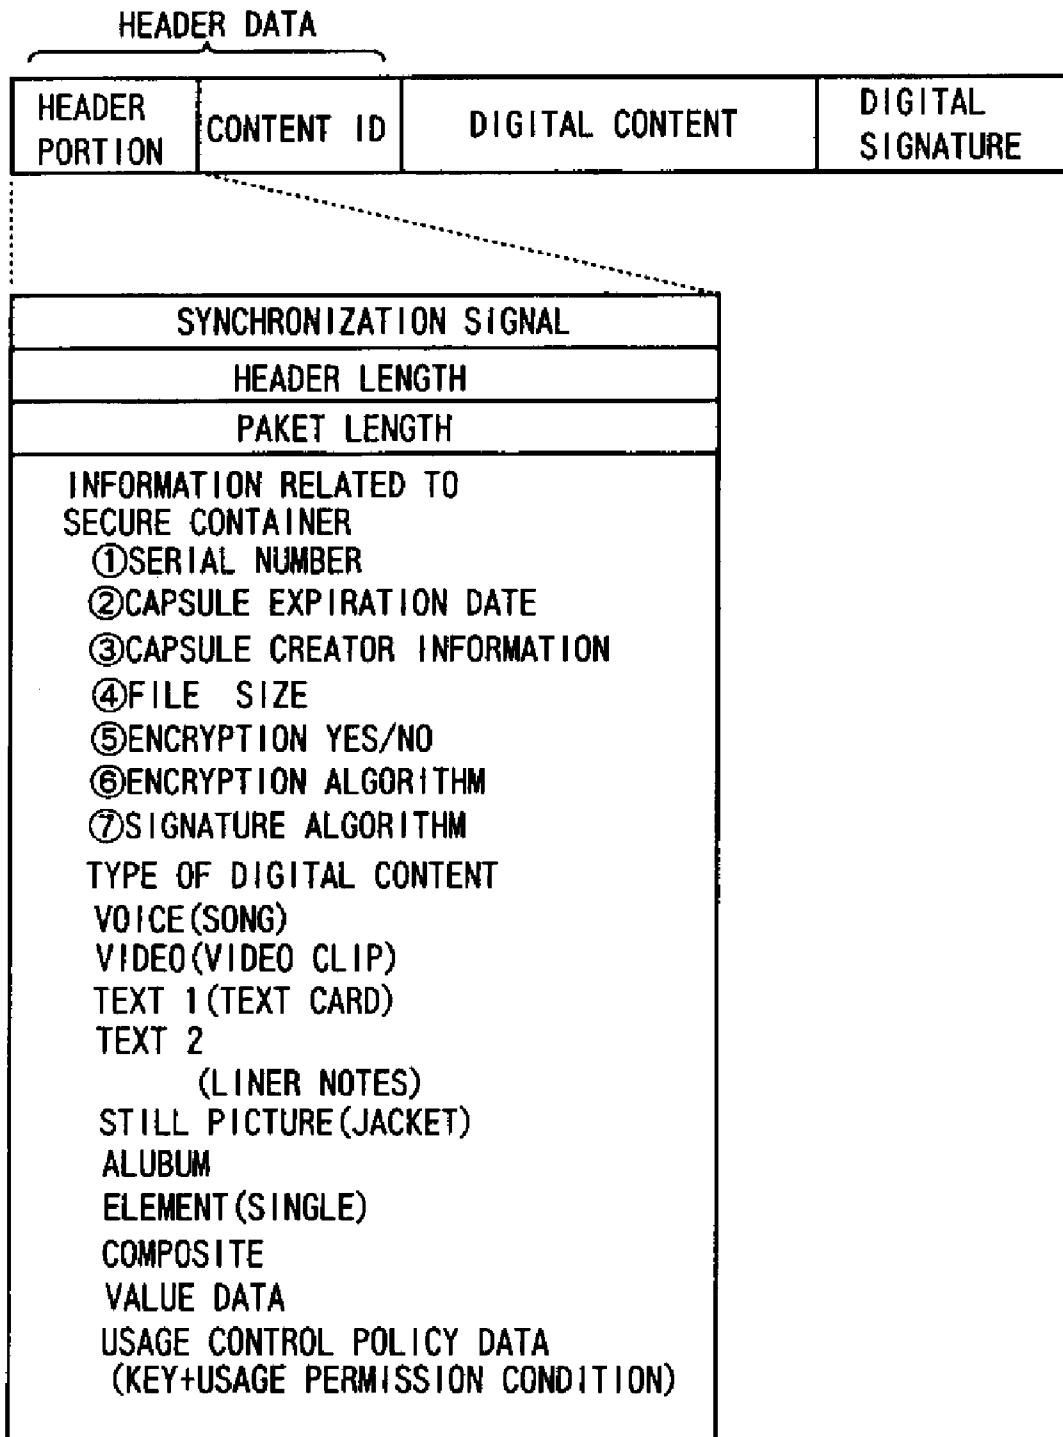 HEADER DATA
HEADER
PORTION
CONTENT ID
DIGITAL CONTENT
DIGITAL
SIGNATURE
SYNCHRONIZATION SIGNAL
HEADER LENGTH
PAKET LENGTH
INFORMATION RELATED TO
SECURE CONTAINER
①SERIAL NUMBER
②CAPSULE EXPIRATION DATE
③CAPSULE CREATOR INFORMATION
④FILE SIZE
⑤ENCRYPTION YES/NO
⑥ENCRYPTION ALGORITHM
⑦SIGNATURE ALGORITHM
TYPE OF DIGITAL CONTENT
VOICE(SONG)
VIDEO(VIDEO CLIP)
TEXT 1(TEXT CARD)
TEXT 2
(LINER NOTES)
STILL PICTURE(JACKET)
ALUBUM
ELEMENT(SINGLE)
COMPOSITE
VALUE DATA
USAGE CONTROL POLICY DATA
(KEY+USAGE PERMISSION CONDITION)